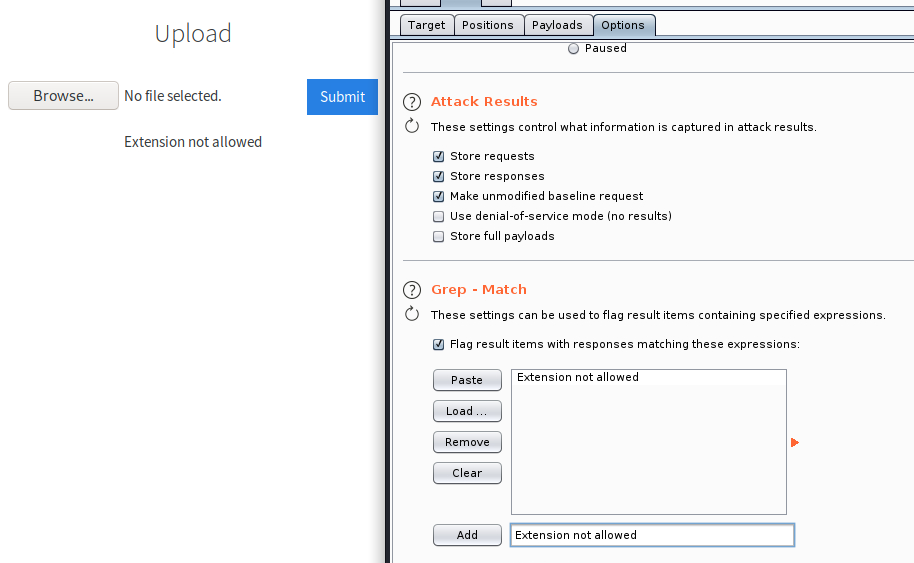 Upload
Browse... No file selected. Submit
Extension not allowed
Target Positions Payloads Options
Paused
? Attack Results
These settings control what information is captured in attack results.
Store requests
Store responses
Make unmodified baseline request
Use denial-of-service mode (no results)
Store full payloads
? Grep - Match
These settings can be used to flag result items containing specified expressions.
Flag result items with responses matching these expressions:
Paste
Load ...
Remove
Clear
Extension not allowed
Add Extension not allowed